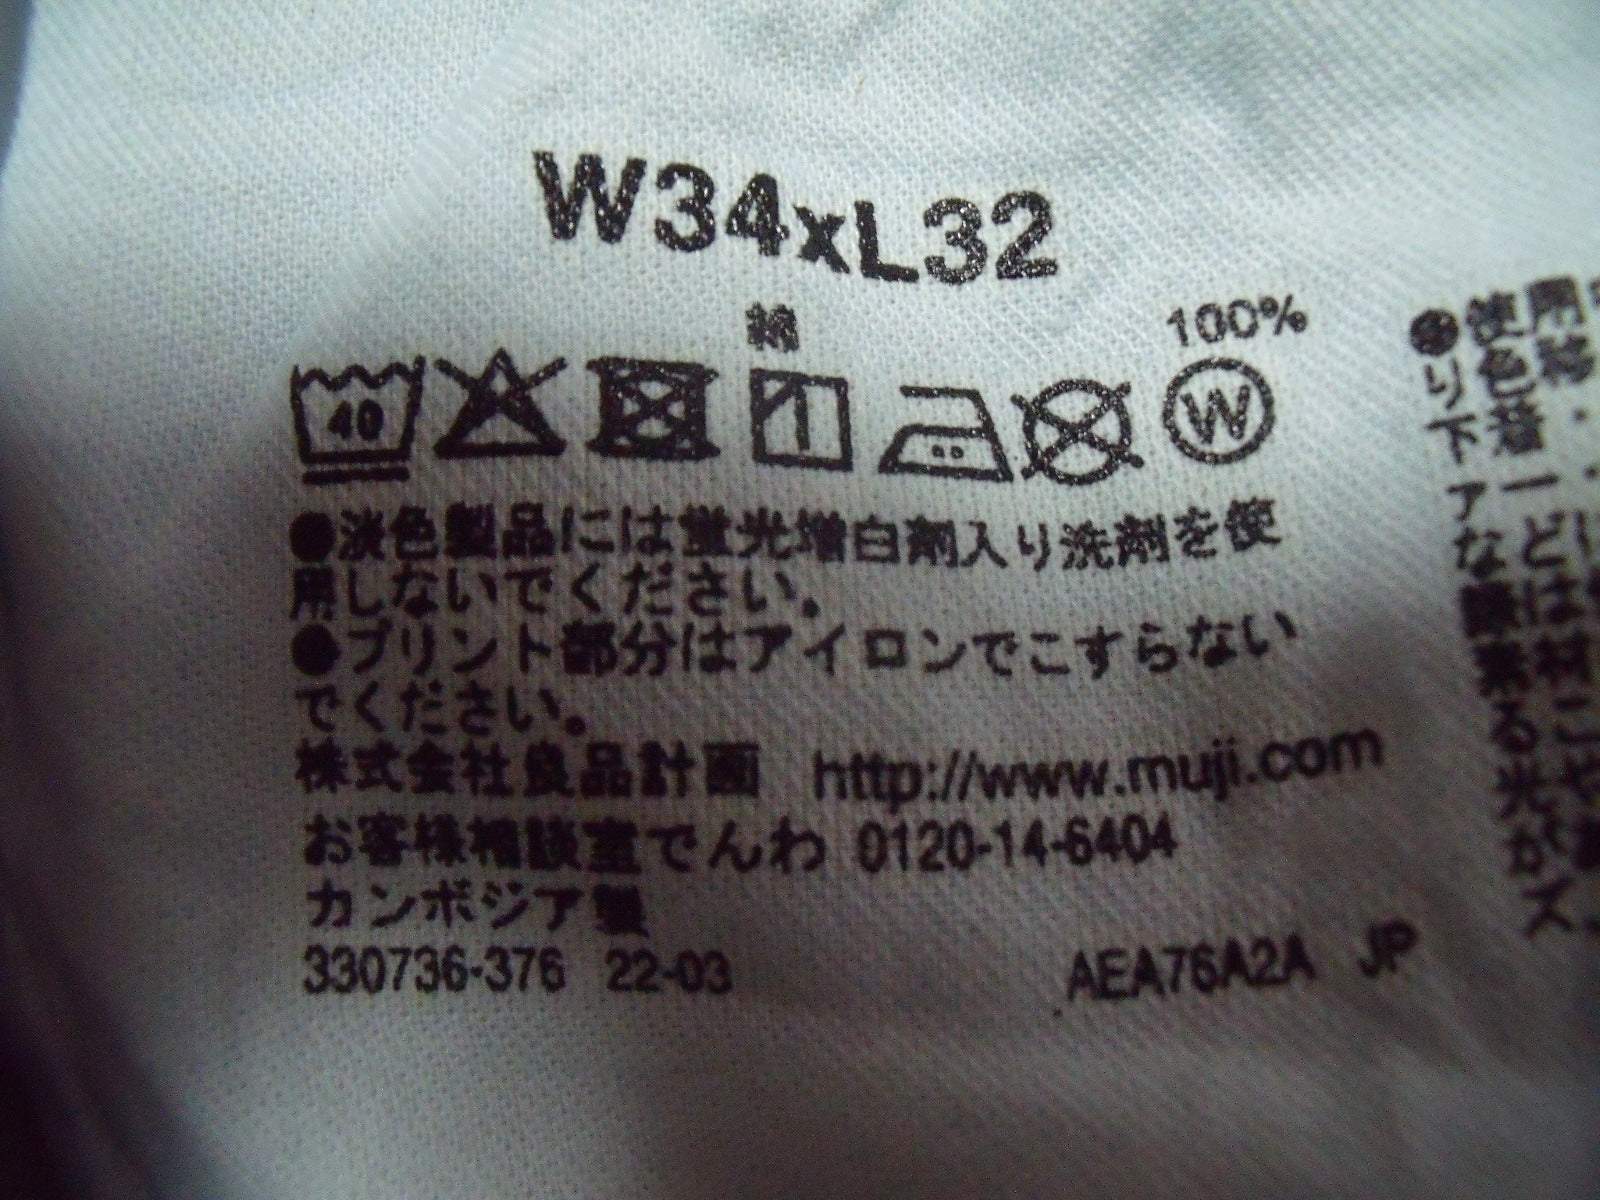 W34xL32
綿 100%
40
W
●淡色製品には蛍光増白剤入り洗剤を使
用しないでください。
●プリント部分はアイロンでこすらない
でください。
株式会社良品計画 http://www.muji.com
お客様相談室でんわ 0120-14-6404
カンボジア製
330736-376 22-03 AEA76A2A JP